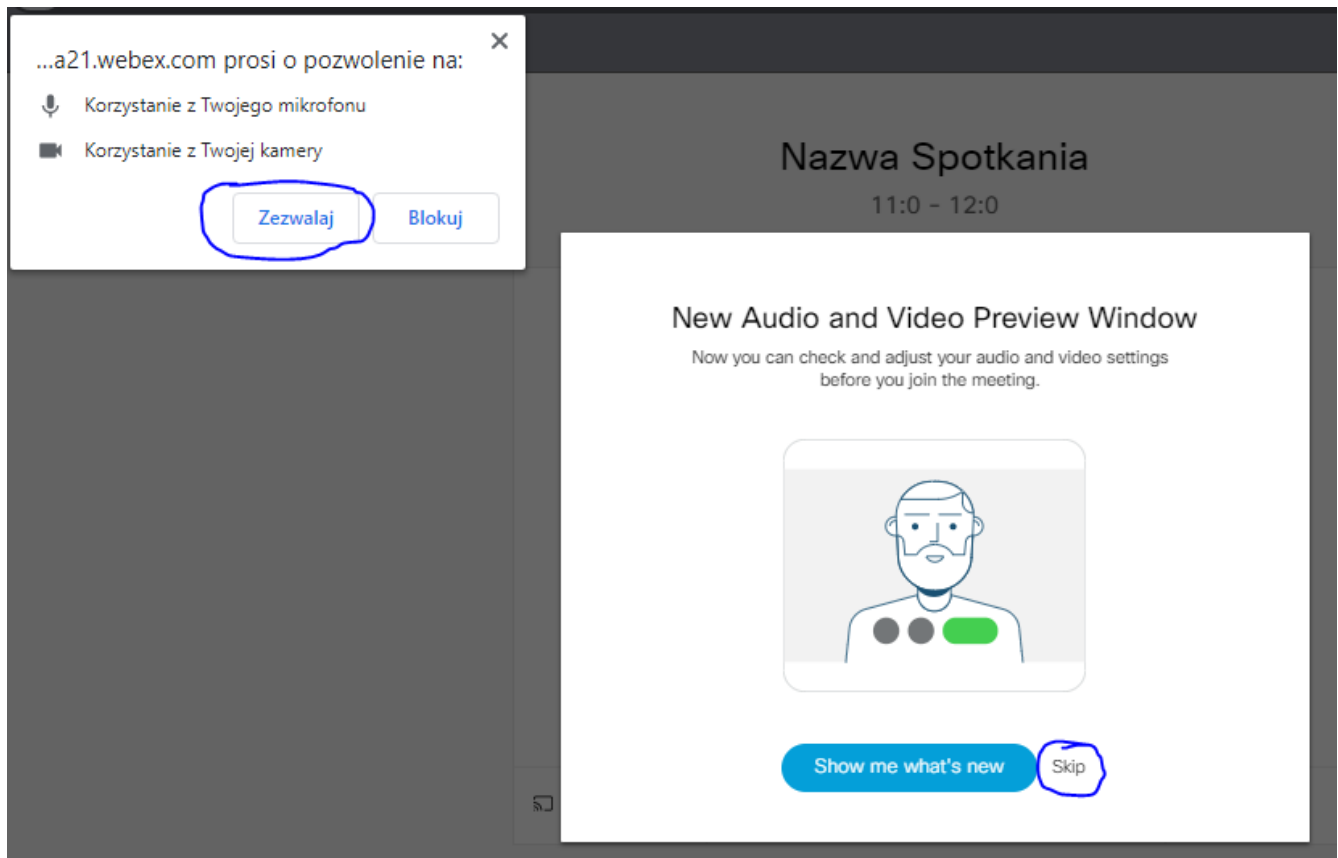 ...a21.webex.com prosi o pozwolenie na:
Korzystanie z Twojego mikrofonu
Korzystanie z Twojej kamery
Zezwalaj Blokuj
Nazwa Spotkania
11:0 - 12:0
New Audio and Video Preview Window
Now you can check and adjust your audio and video settings
before you join the meeting.
Show me what's new Skip